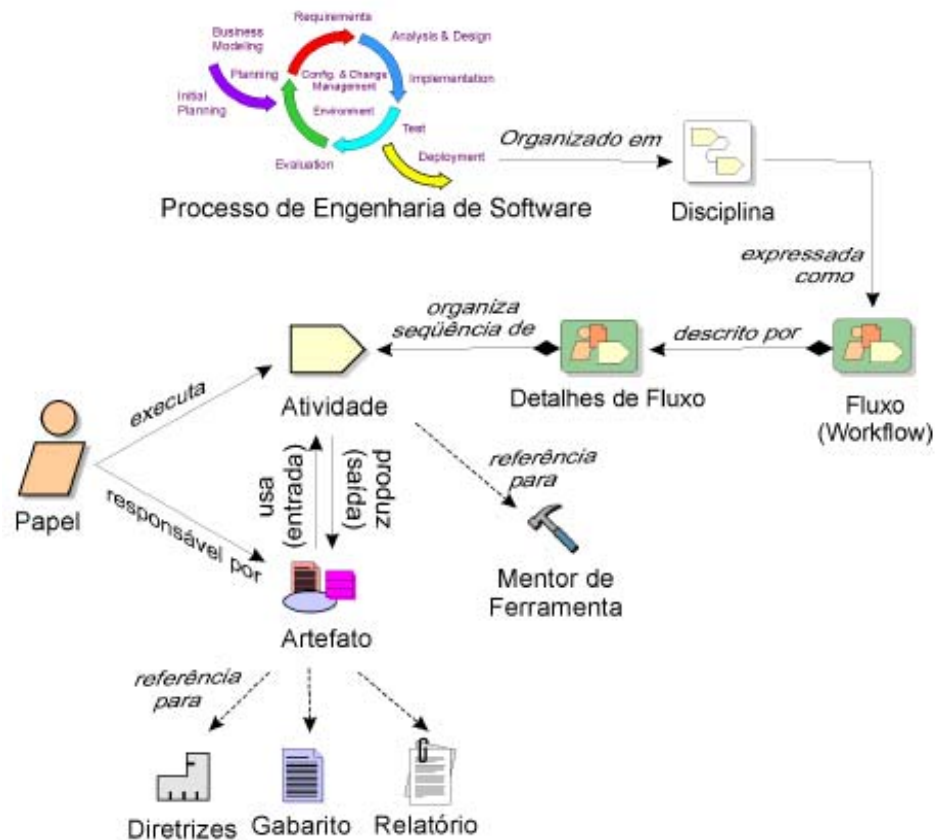 Requirements
Business
Modeling
Analysis & Design
Planning
Config. & Change
Management
Implementation
Initial
Planning
Environment
Test
Evaluation
Deployment
Organizado em
Processo de Engenharia de Software
Disciplina
expressada
como
organiza
seqüência de
descrito por
executa
Atividade
Detalhes de Fluxo
Fluxo
(Workflow)
Papel
responsável por
usa
(entrada)
produz
(saída)
referência
para
Mentor de
Ferramenta
Artefato
referência
para
Diretrizes
Gabarito
Relatório